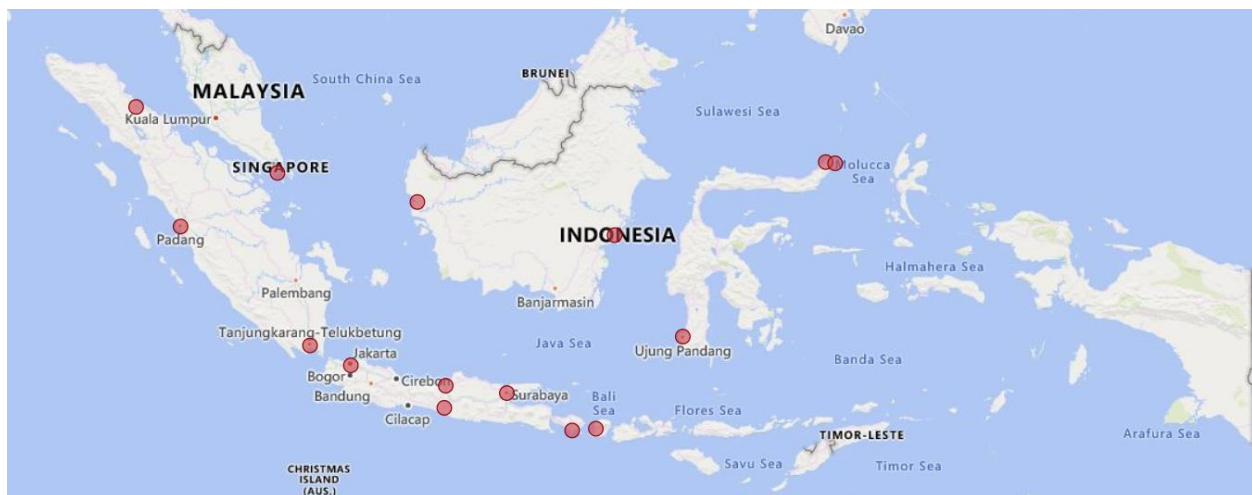 Davao
South China Sea
BRUNEI
MALAYSIA
Sulawesi Sea
Kuala Lumpur
SINGAPORE
Molucca
Sea
Padang
INDONESIA
Halmahera Sea
Palembang
Banjarmasin
Tanjungkarang-Telukbetung
Java Sea
Ujung Pandang
Jakarta
Banda Sea
Bogor
Cirebon
Bandung
Surabaya
Bali
Sea
Flores Sea
Cilacap
TIMOR-LESTE
Arafura Sea
Savu Sea
Timor Sea
CHRISTMAS
ISLAND
(AUS.)